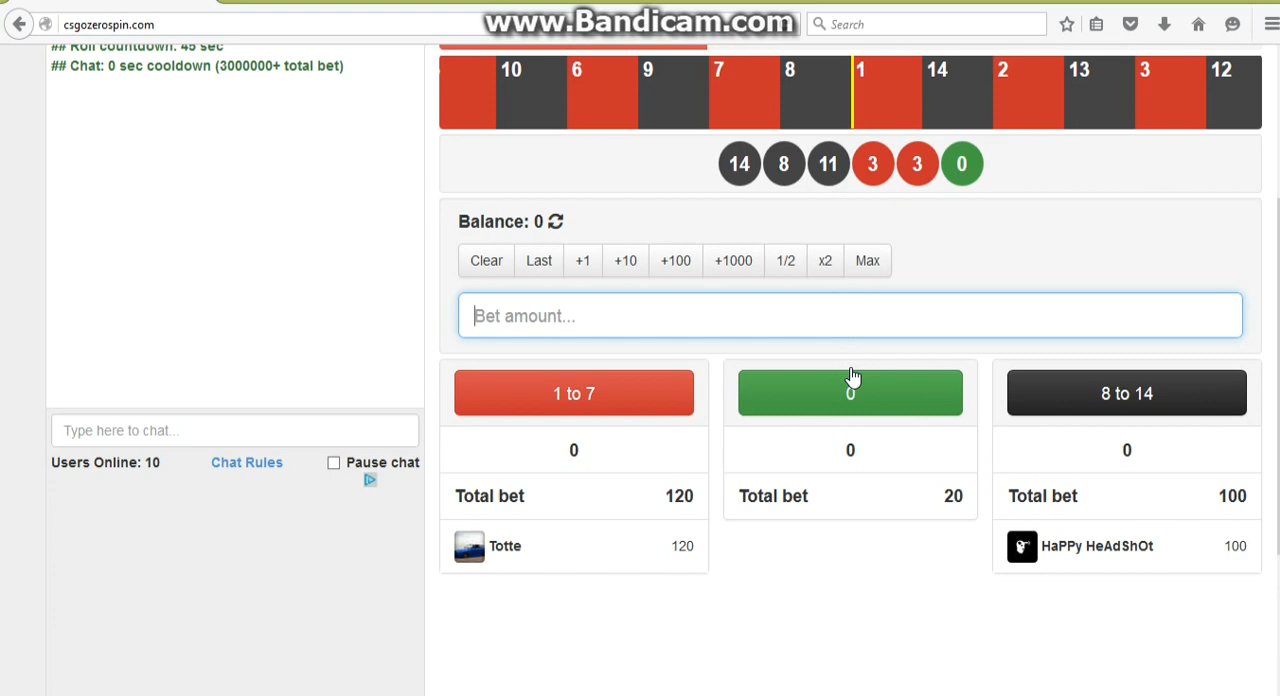 csgozerospin.com
www.Bandicam.com
Search
## Roll countdown: 45 sec
## Chat: 0 sec cooldown (3000000+ total bet)
10 6 9 7 8 1 14 2 13 3 12
14 8 11 3 3 0
Balance: 0
Clear Last +1 +10 +100 +1000 1/2 x2 Max
Bet amount...
1 to 7 0 8 to 14
0 0 0
Total bet 120 Total bet 20 Total bet 100
Totte 120 HaPPy HeAdShOt 100
Type here to chat...
Users Online: 10 Chat Rules Pause chat